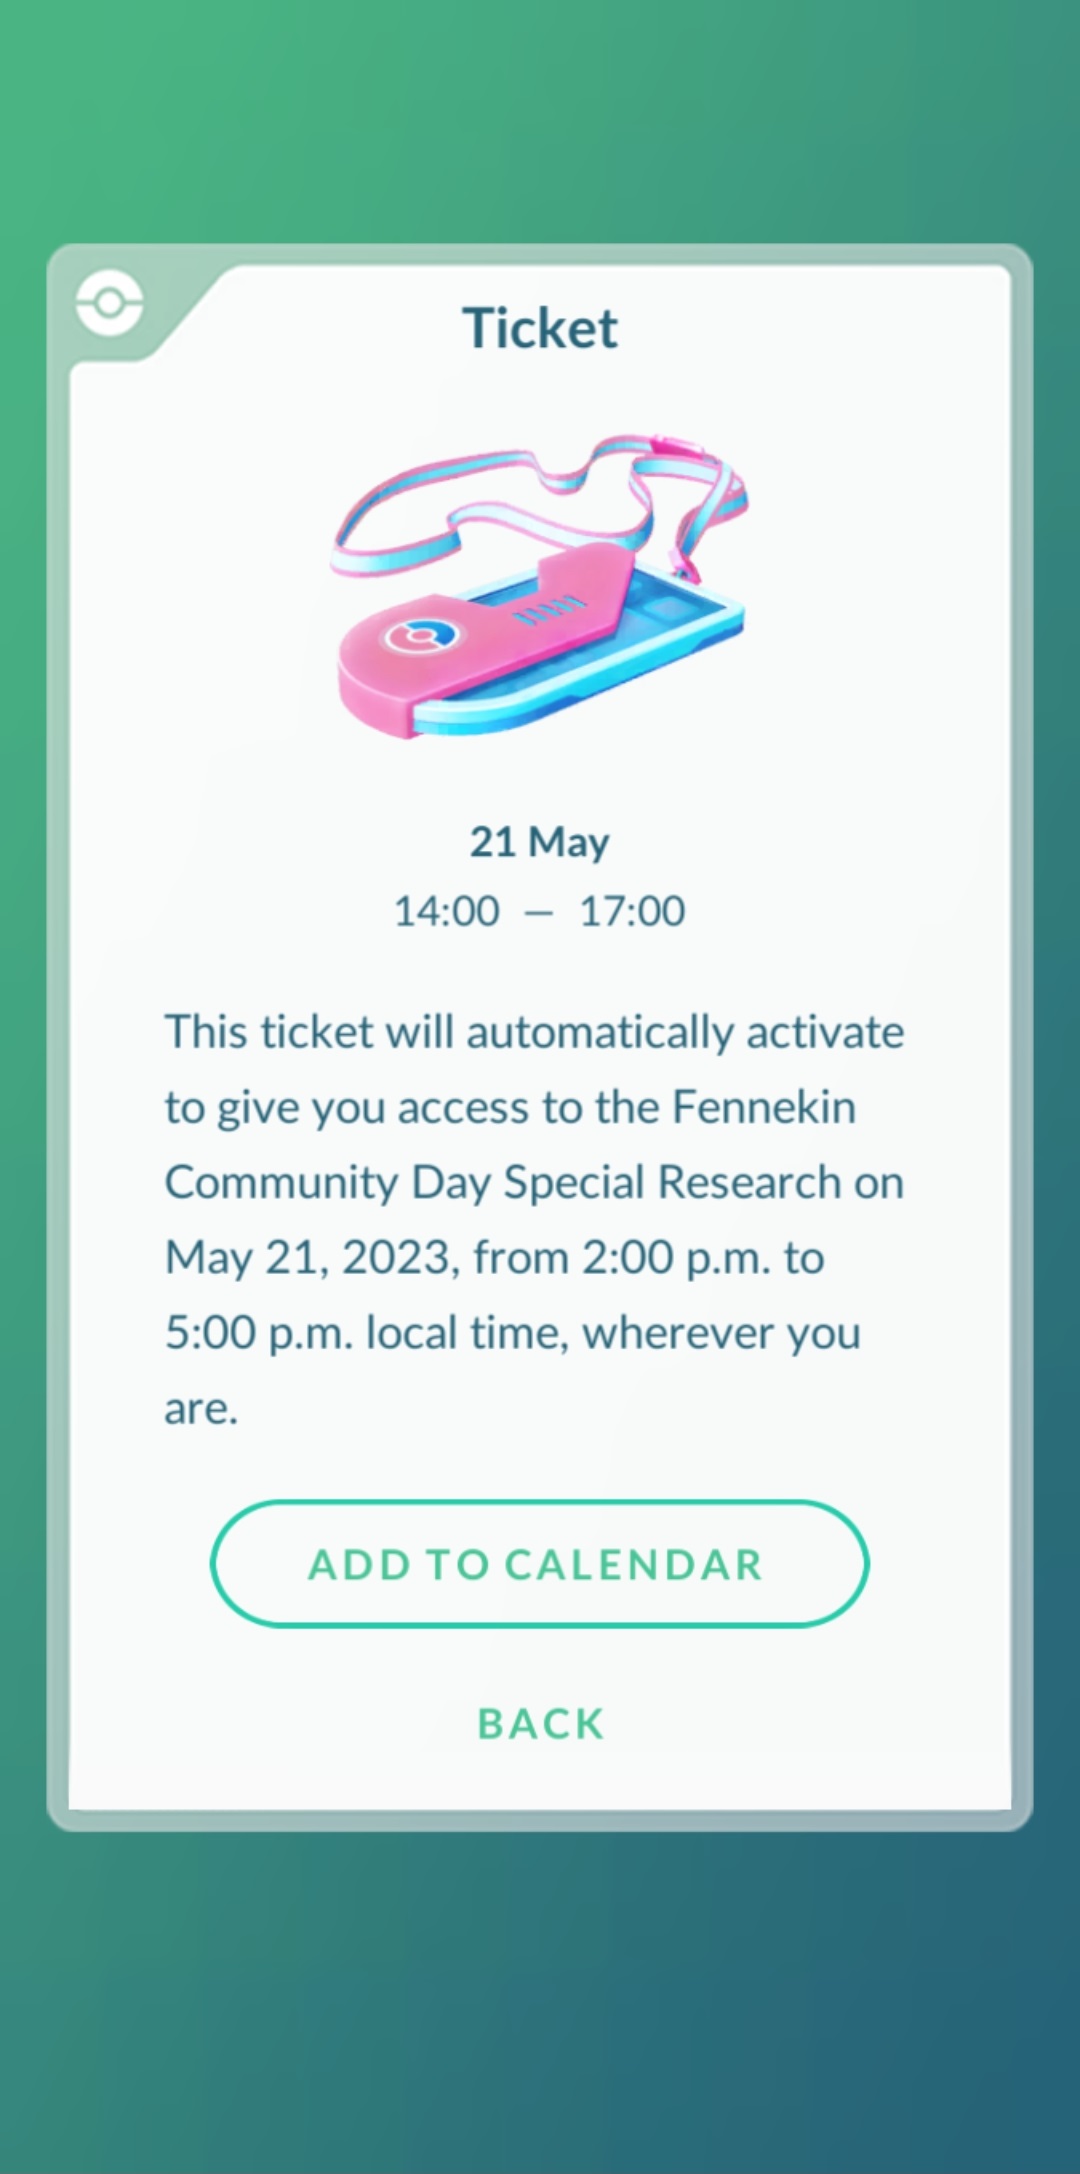 Ticket
21 May
14:00 — 17:00
This ticket will automatically activate
to give you access to the Fennekin
Community Day Special Research on
May 21, 2023, from 2:00 p.m. to
5:00 p.m. local time, wherever you
are.
ADD TO CALENDAR
BACK